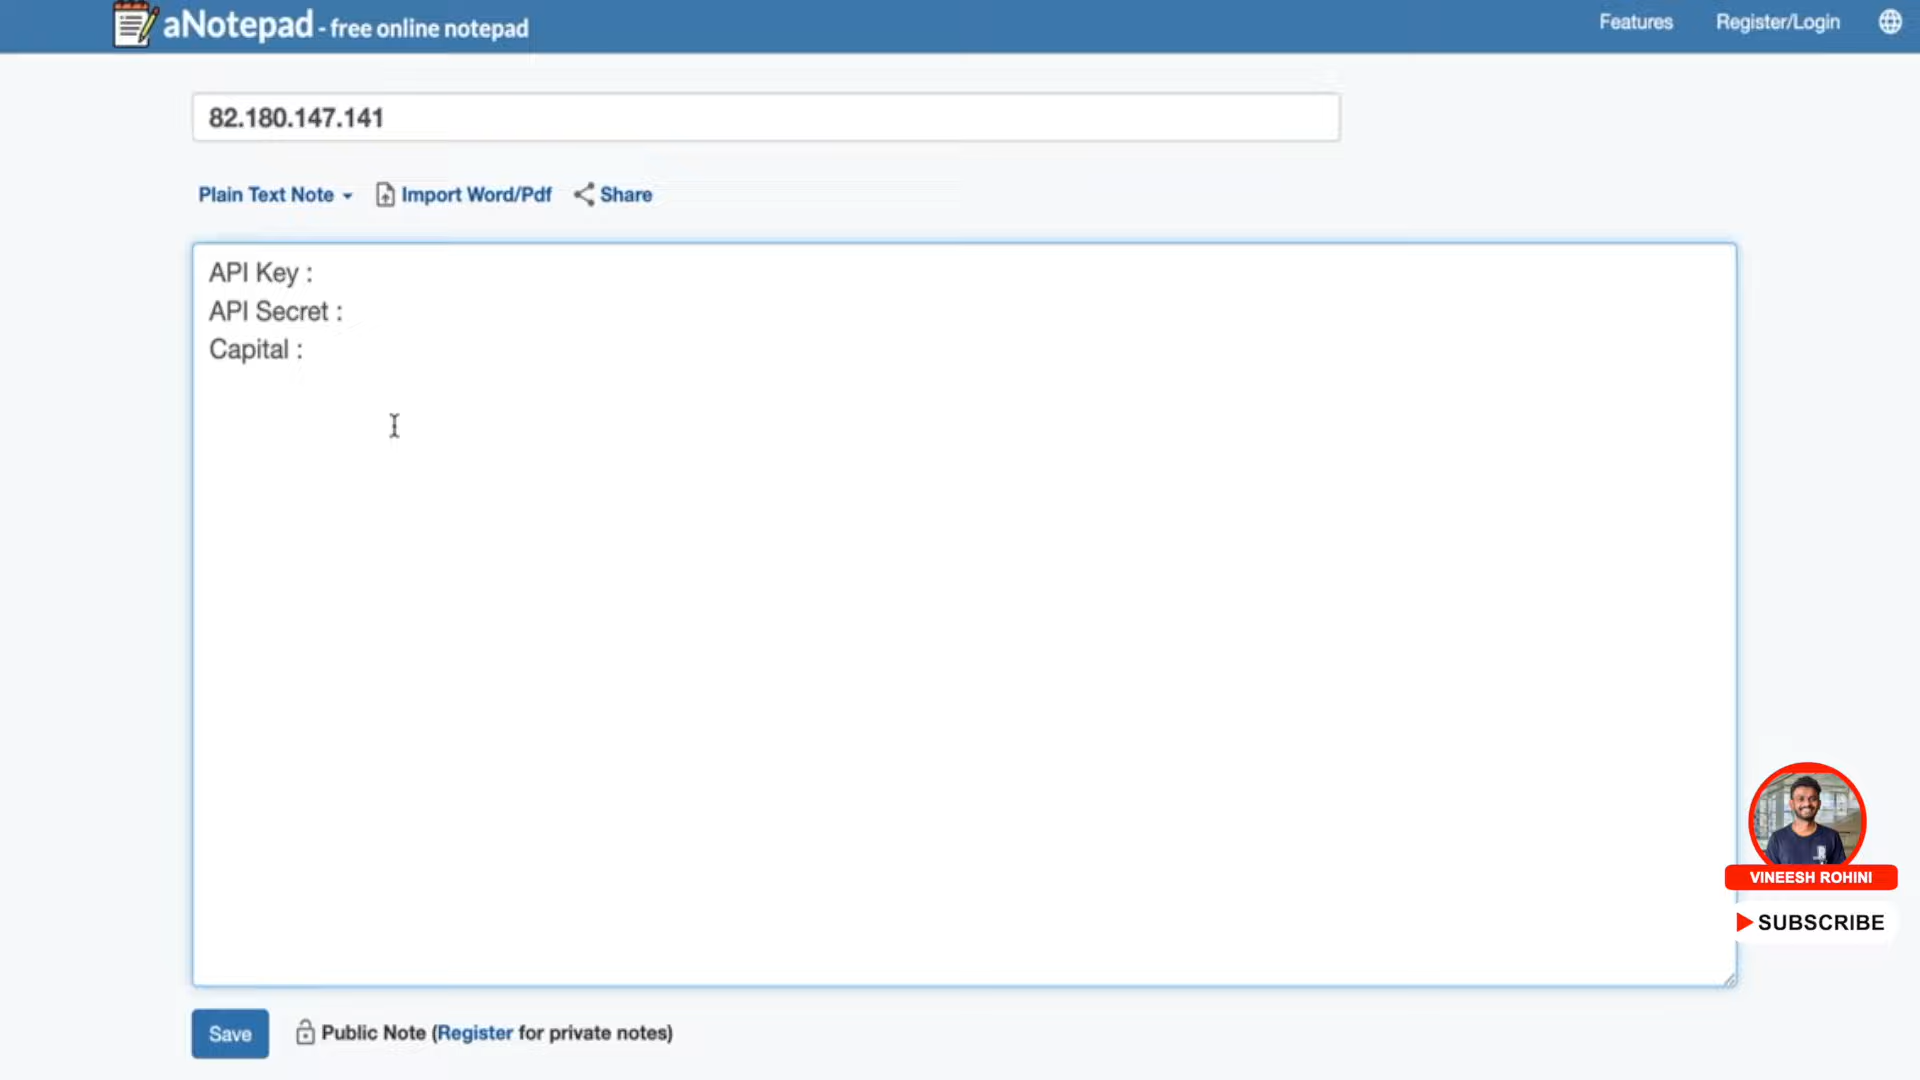 aNotepad - free online notepad
Features
Register/Login
82.180.147.141
Plain Text Note
Import Word/Pdf
Share
API Key :
API Secret :
Capital :
VINEESH ROHINI
SUBSCRIBE
Save
Public Note (Register for private notes)